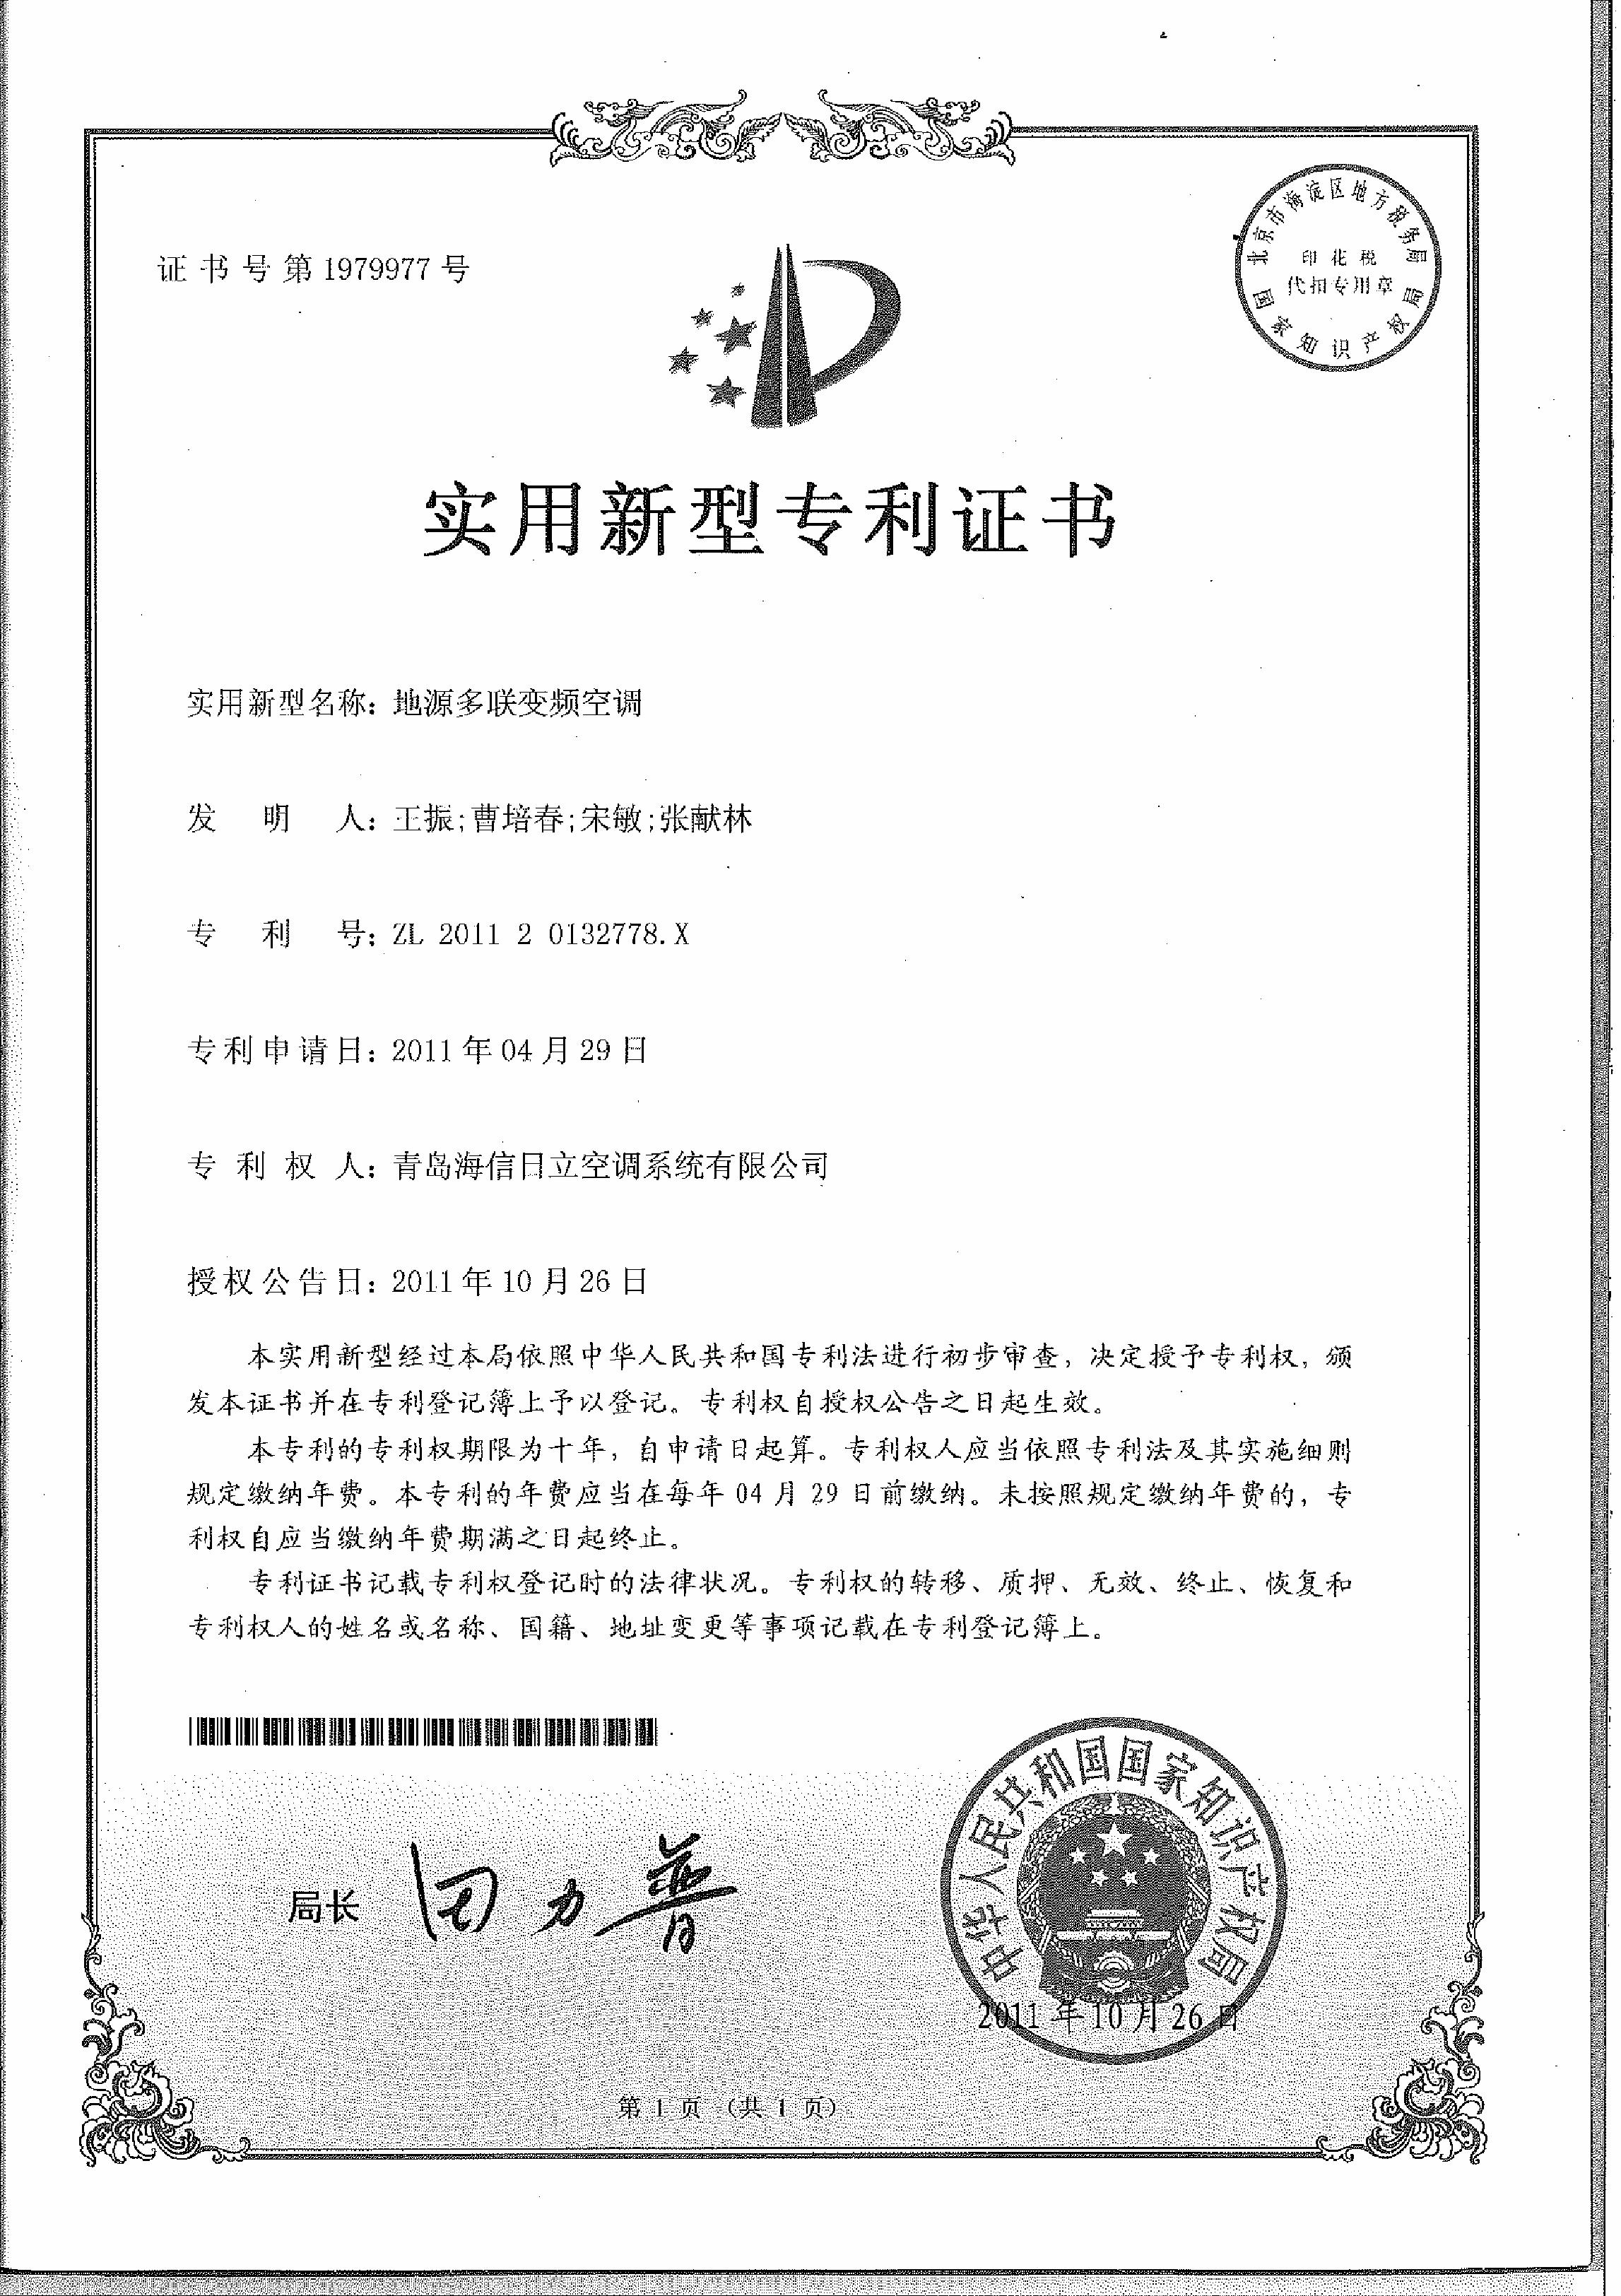 证书号第1979977号
北京市海淀区地方税务局
印花税
代扣专用章
国家知识产权局
实用新型专利证书
实用新型名称：地源多联变频空调
发明人：王振;曹培春;宋敏;张献林
专利号：ZL 2011 2 0132778.X
专利申请日：2011年04月29日
专利权人：青岛海信日立空调系统有限公司
授权公告日：2011年10月26日
本实用新型经过本局依照中华人民共和国专利法进行初步审查，决定授予专利权，颁
发本证书并在专利登记簿上予以登记。专利权自授权公告之日起生效。
本专利的专利权期限为十年，自申请日起算。专利权人应当依照专利法及其实施细则
规定缴纳年费。本专利的年费应当在每年04月29日前缴纳。未按照规定缴纳年费的，专
利权自应当缴纳年费期满之日起终止。
专利证书记载专利权登记时的法律状况。专利权的转移、质押、无效、终止、恢复和
专利权人的姓名或名称、国籍、地址变更等事项记载在专利登记簿上。
局长 田力普
中华人民共和国国家知识产权局
2011年10月26日
第1页（共1页）